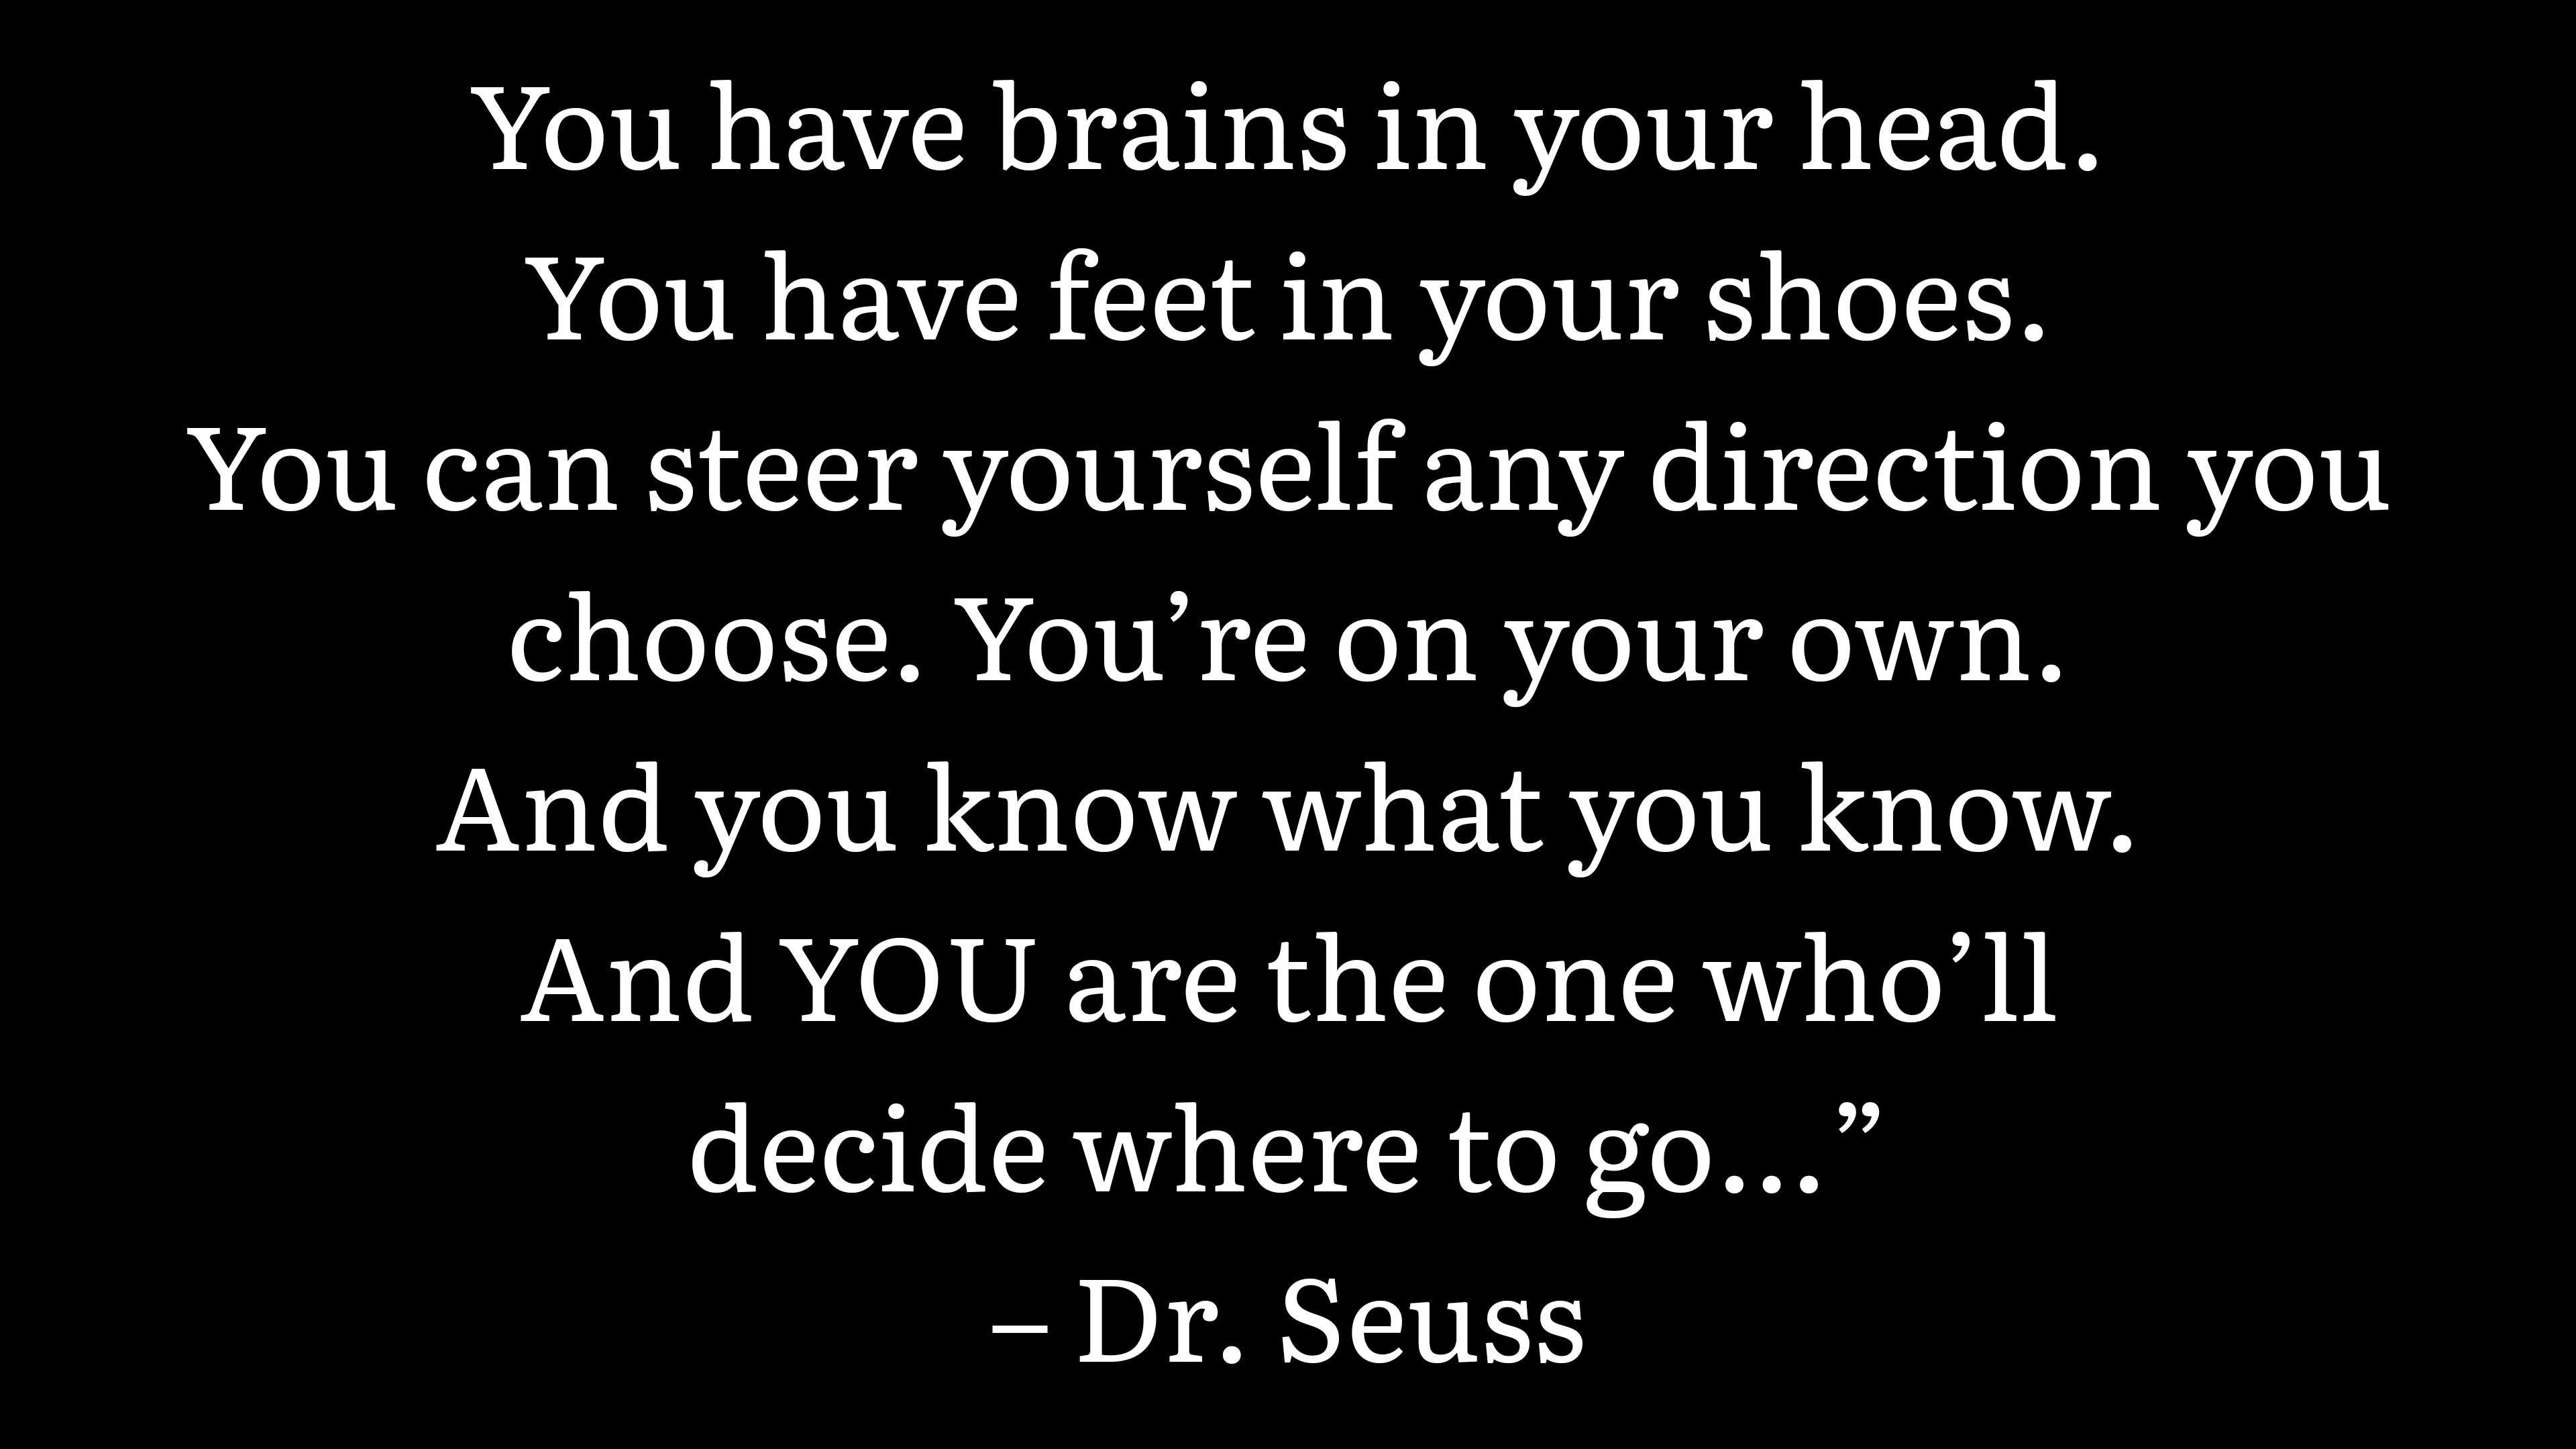 You have brains in your head.
You have feet in your shoes.
You can steer yourself any direction you
choose. You’re on your own.
And you know what you know.
And YOU are the one who’ll
decide where to go…”
– Dr. Seuss